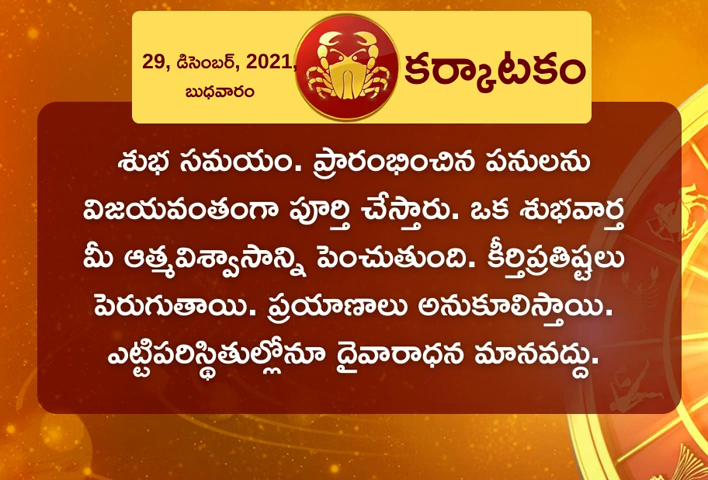 29, డిసెంబర్, 2021,
బుధవారం
కర్కాటకం
శుభ సమయం. ప్రారంభించిన పనులను
విజయవంతంగా పూర్తి చేస్తారు. ఒక శుభవార్త
మీ ఆత్మవిశ్వాసాన్ని పెంచుతుంది. కీర్తిప్రతిష్టలు
పెరుగుతాయి. ప్రయాణాలు అనుకూలిస్తాయి.
ఎట్టిపరిస్థితుల్లోనూ దైవారాధన మానవద్దు.